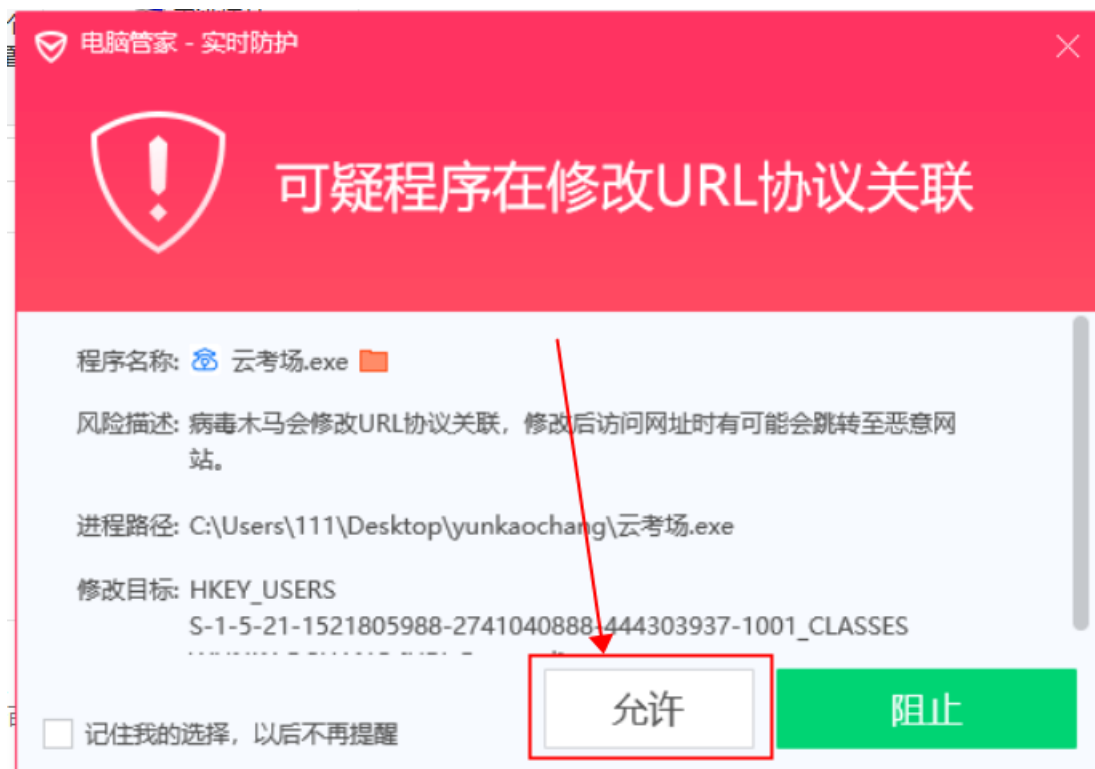 电脑管家 - 实时防护
可疑程序在修改URL协议关联
程序名称: 云考场.exe
风险描述: 病毒木马会修改URL协议关联，修改后访问网址时有可能会跳转至恶意网
站。
进程路径: C:\Users\111\Desktop\yunkaochang\云考场.exe
修改目标: HKEY_USERS
S-1-5-21-1521805988-2741040888-444303937-1001_CLASSES
允许
阻止
记住我的选择，以后不再提醒